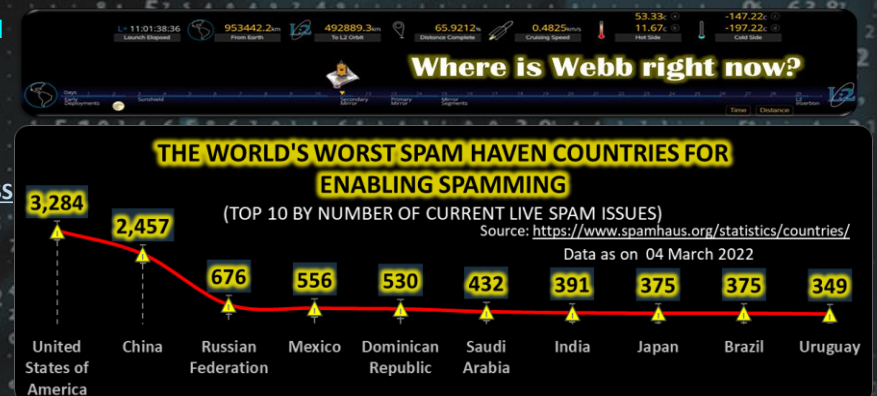 L+ 11:01:38:36 953442.2km 492889.3km 65.9212% 0.4825km/s 53.33c 11.67c -147.22c -197.22c
Launch Elapsed From Earth To L2 Orbit Distance Complete Cruising Speed Hot Side Cold Side
Where is Webb right now?
Days
Early Deployments Sunshield Secondary Mirror Primary Mirror Mirror Segments L2 Insertion
Time Distance
SS
THE WORLD'S WORST SPAM HAVEN COUNTRIES FOR
ENABLING SPAMMING
(TOP 10 BY NUMBER OF CURRENT LIVE SPAM ISSUES)
Source: https://www.spamhaus.org/statistics/countries/
Data as on 04 March 2022
3,284 2,457 676 556 530 432 391 375 375 349
United States of America China Russian Federation Mexico Dominican Republic Saudi Arabia India Japan Brazil Uruguay